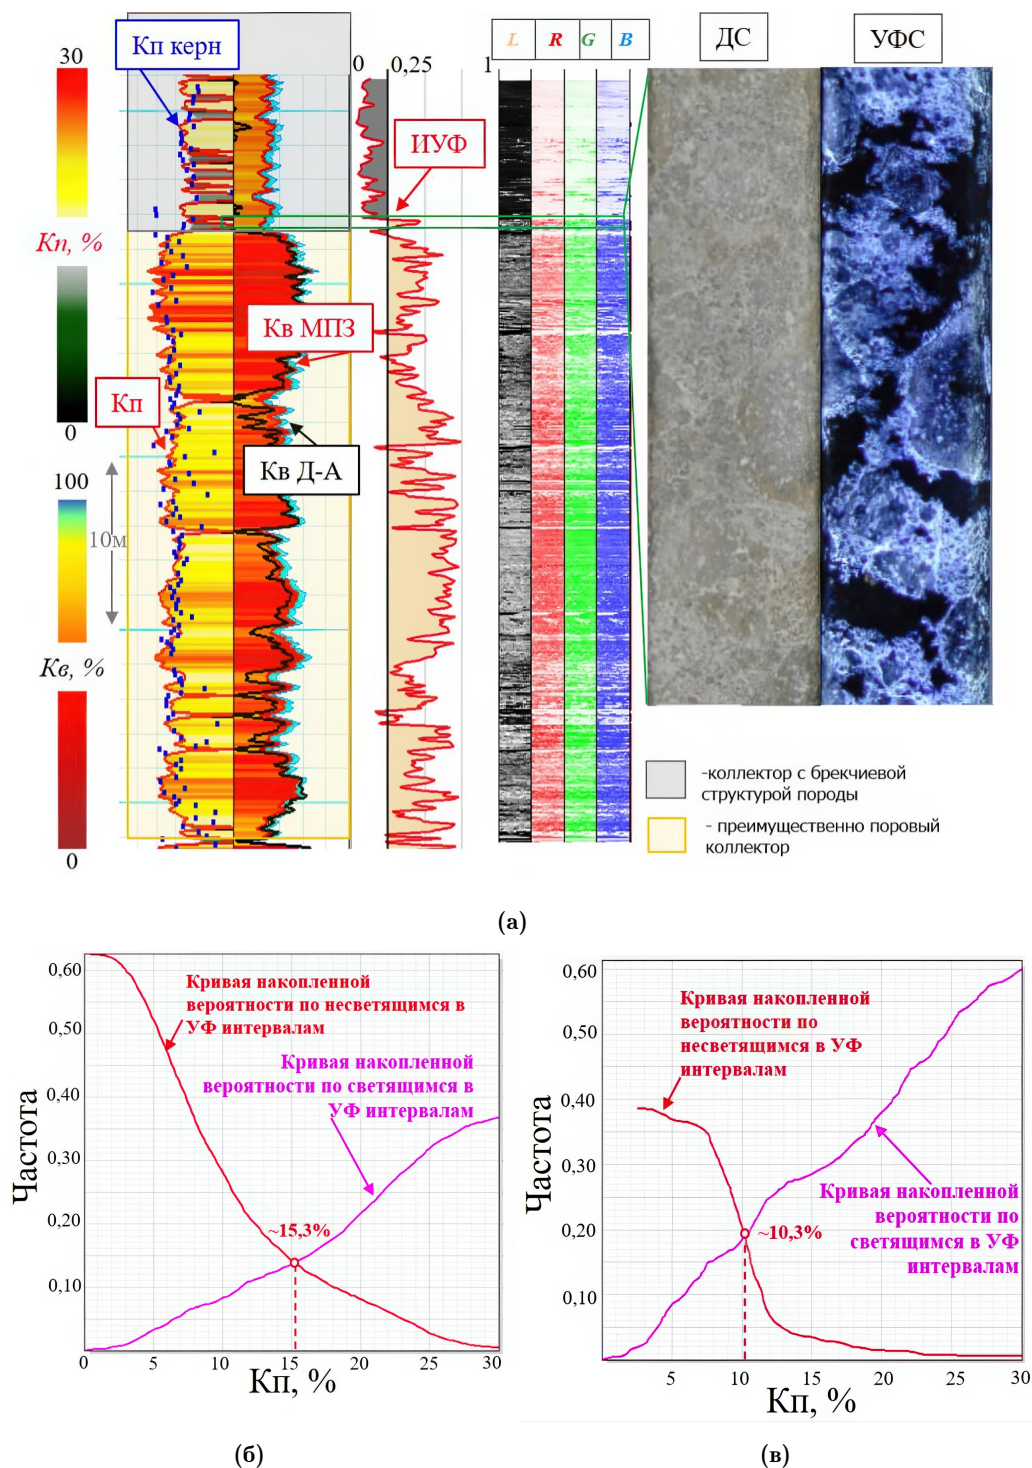 Кп керн
0
0,25
1
L R G B
ДС
УФС
30
ИУФ
Кп, %
Кв МПЗ
Кп
0
Кв Д-А
100
10м
Кв, %
0
-коллектор с брекчиевой
структурой породы
- преимущественно поровый
коллектор
(а)
0,60
0,50
0,40
0,30
0,20
0,10
Частота
Кривая накопленной
вероятности по несветящимся в
УФ интервалам
Кривая накопленной
вероятности по светящимся в
УФ интервалам
~15,3%
0 5 10 15 20 25 30
Кп, %
(б)
0,60
0,50
0,40
0,30
0,20
0,10
Частота
Кривая накопленной
вероятности по
несветящимся в УФ
интервалам
Кривая накопленной
вероятности по
светящимся в УФ
интервалам
~10,3%
5 10 15 20 25 30
Кп, %
(в)